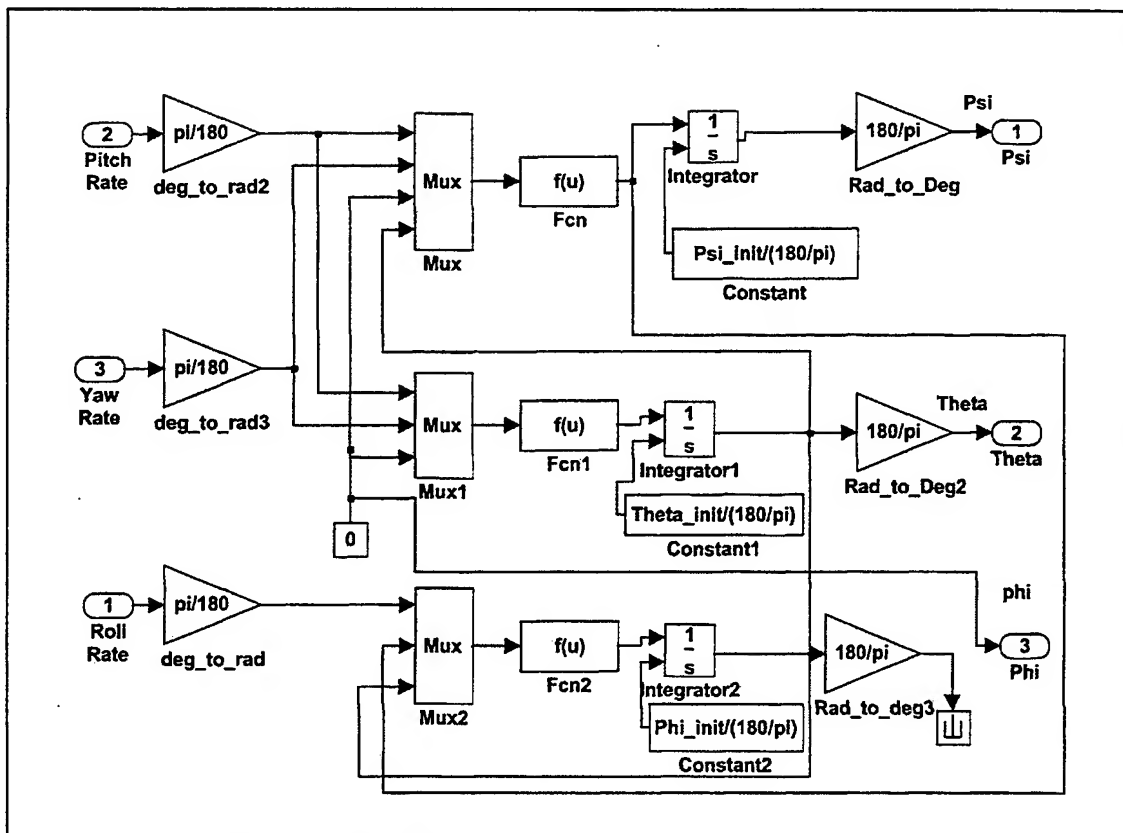 2
Pitch
Rate
pi/180
deg_to_rad2
Mux
Mux
f(u)
Fcn
1
s
Integrator
Psi_init/(180/pi)
Constant
180/pi
Rad_to_Deg
Psi
1
Psi
3
Yaw
Rate
pi/180
deg_to_rad3
Mux
Mux1
f(u)
Fcn1
1
s
Integrator1
Theta_init/(180/pi)
Constant1
180/pi
Rad_to_Deg2
Theta
2
Theta
0
1
Roll
Rate
pi/180
deg_to_rad
Mux
Mux2
f(u)
Fcn2
1
s
Integrator2
Phi_init/(180/pi)
Constant2
180/pi
Rad_to_deg3
phi
3
Phi